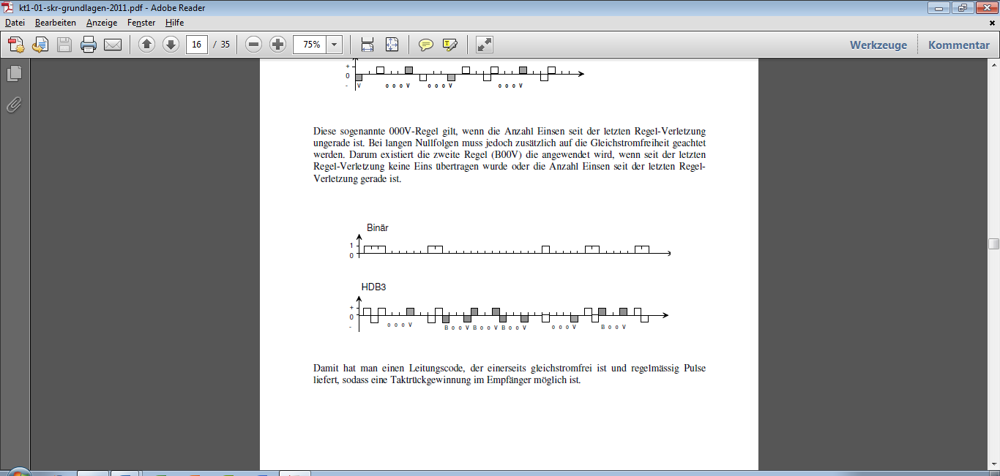 kt1-01-skr-grundlagen-2011.pdf - Adobe Reader
Datei Bearbeiten Anzeige Fenster Hilfe
16 / 35 75% Werkzeuge Kommentar
+
0
-
V 0 0 0 V 0 0 0 V 0 0 0 V
Diese sogenannte 000V-Regel gilt, wenn die Anzahl Einsen seit der letzten Regel-Verletzung
ungerade ist. Bei langen Nullfolgen muss jedoch zusätzlich auf die Gleichstromfreiheit geachtet
werden. Darum existiert die zweite Regel (B00V) die angewendet wird, wenn seit der letzten
Regel-Verletzung keine Eins übertragen wurde oder die Anzahl Einsen seit der letzten Regel-
Verletzung gerade ist.
Binär
1
0
HDB3
+
0
-
0 0 0 V B 0 0 V B 0 0 V B 0 0 V 0 0 0 V B 0 0 V
Damit hat man einen Leitungscode, der einerseits gleichstromfrei ist und regelmässig Pulse
liefert, sodass eine Taktrückgewinnung im Empfänger möglich ist.